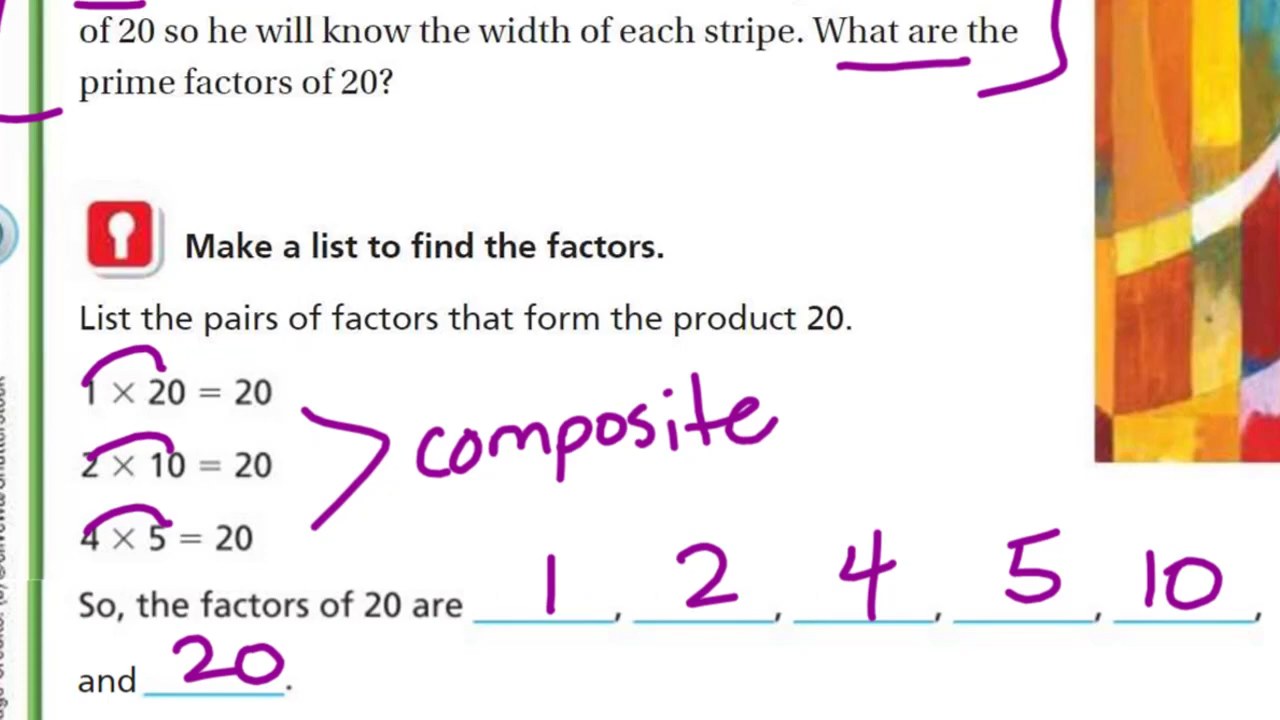 of 20 so he will know the width of each stripe. What are the
prime factors of 20?
Make a list to find the factors.
List the pairs of factors that form the product 20.
1 × 20 = 20
2 × 10 = 20
composite
4 × 5 = 20
So, the factors of 20 are 1, 2, 4, 5, 10,
and 20.